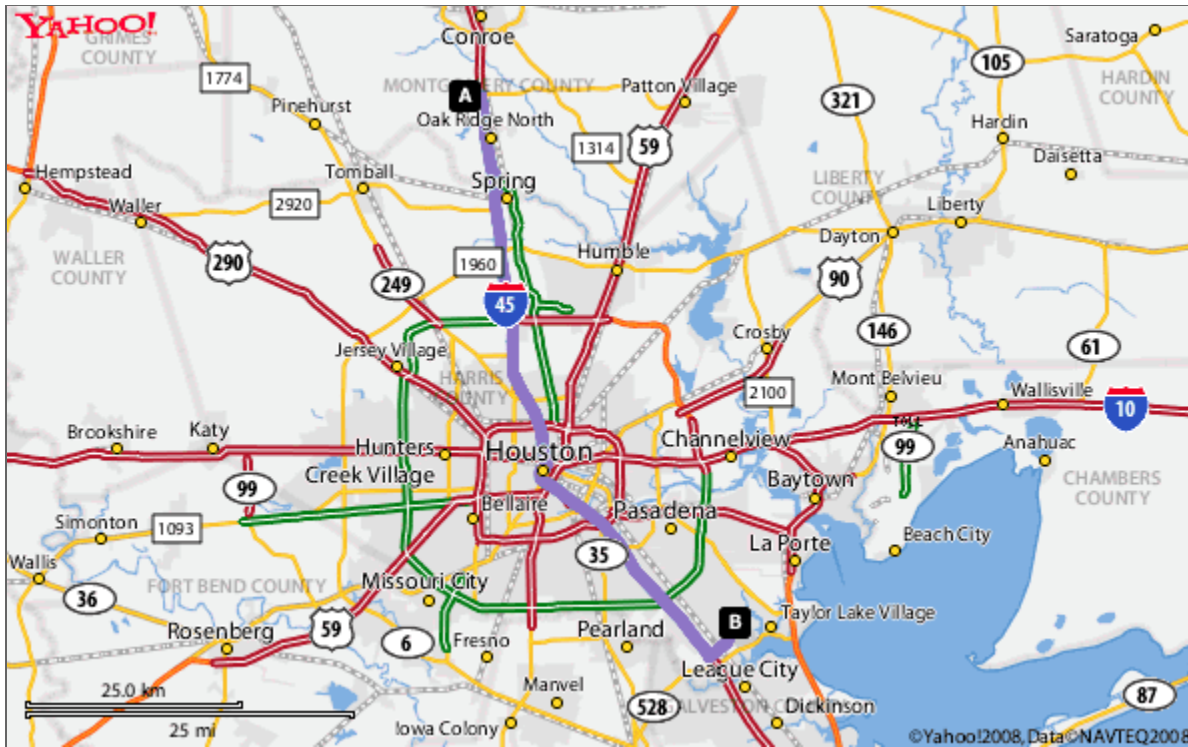 YAHOO!
GRIMES
COUNTY
Conroe
Saratoga
105
1774
MONTGOMERY COUNTY
HARDIN
COUNTY
A
Patton Village
321
Pinehurst
Oak Ridge North
Hardin
1314
59
Daisetta
Hempstead
Tomball
Spring
LIBERTY
COUNTY
2920
Waller
Liberty
Dayton
WALLER
COUNTY
290
1960
Humble
90
249
45
146
Crosby
61
Jersey Village
HARRIS
COUNTY
Mont Belvieu
2100
Wallisville
10
TOLL
99
Brookshire
Katy
Hunters
Creek Village
Houston
Channelview
Anahuac
CHAMBERS
COUNTY
99
Baytown
Bellaire
Pasadena
Simonton
1093
Beach City
La Porte
35
Wallis
FORT BEND COUNTY
Missouri City
36
Taylor Lake Village
B
Rosenberg
59
6
Fresno
Pearland
League City
25.0 km
Manvel
87
528
ALVESTON C
Dickinson
25 mi
Iowa Colony
©Yahoo!2008, Data©NAVTEQ2008